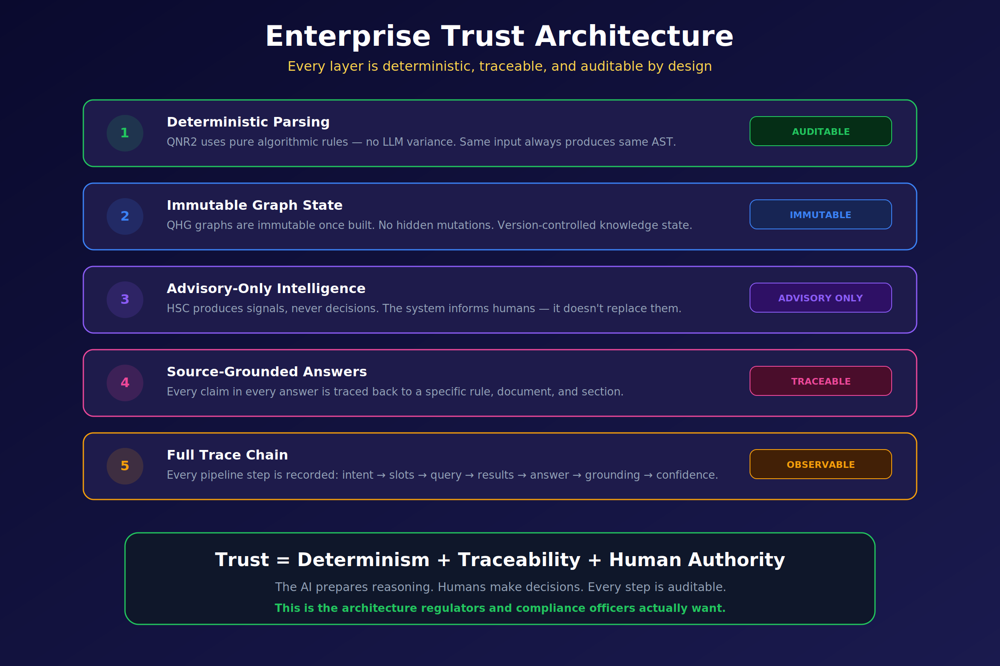 Enterprise Trust Architecture
Every layer is deterministic, traceable, and auditable by design
1
Deterministic Parsing
QNR2 uses pure algorithmic rules — no LLM variance. Same input always produces same AST.
AUDITABLE
2
Immutable Graph State
QHG graphs are immutable once built. No hidden mutations. Version-controlled knowledge state.
IMMUTABLE
3
Advisory-Only Intelligence
HSC produces signals, never decisions. The system informs humans — it doesn't replace them.
ADVISORY ONLY
4
Source-Grounded Answers
Every claim in every answer is traced back to a specific rule, document, and section.
TRACEABLE
5
Full Trace Chain
Every pipeline step is recorded: intent → slots → query → results → answer → grounding → confidence.
OBSERVABLE
Trust = Determinism + Traceability + Human Authority
The AI prepares reasoning. Humans make decisions. Every step is auditable.
This is the architecture regulators and compliance officers actually want.